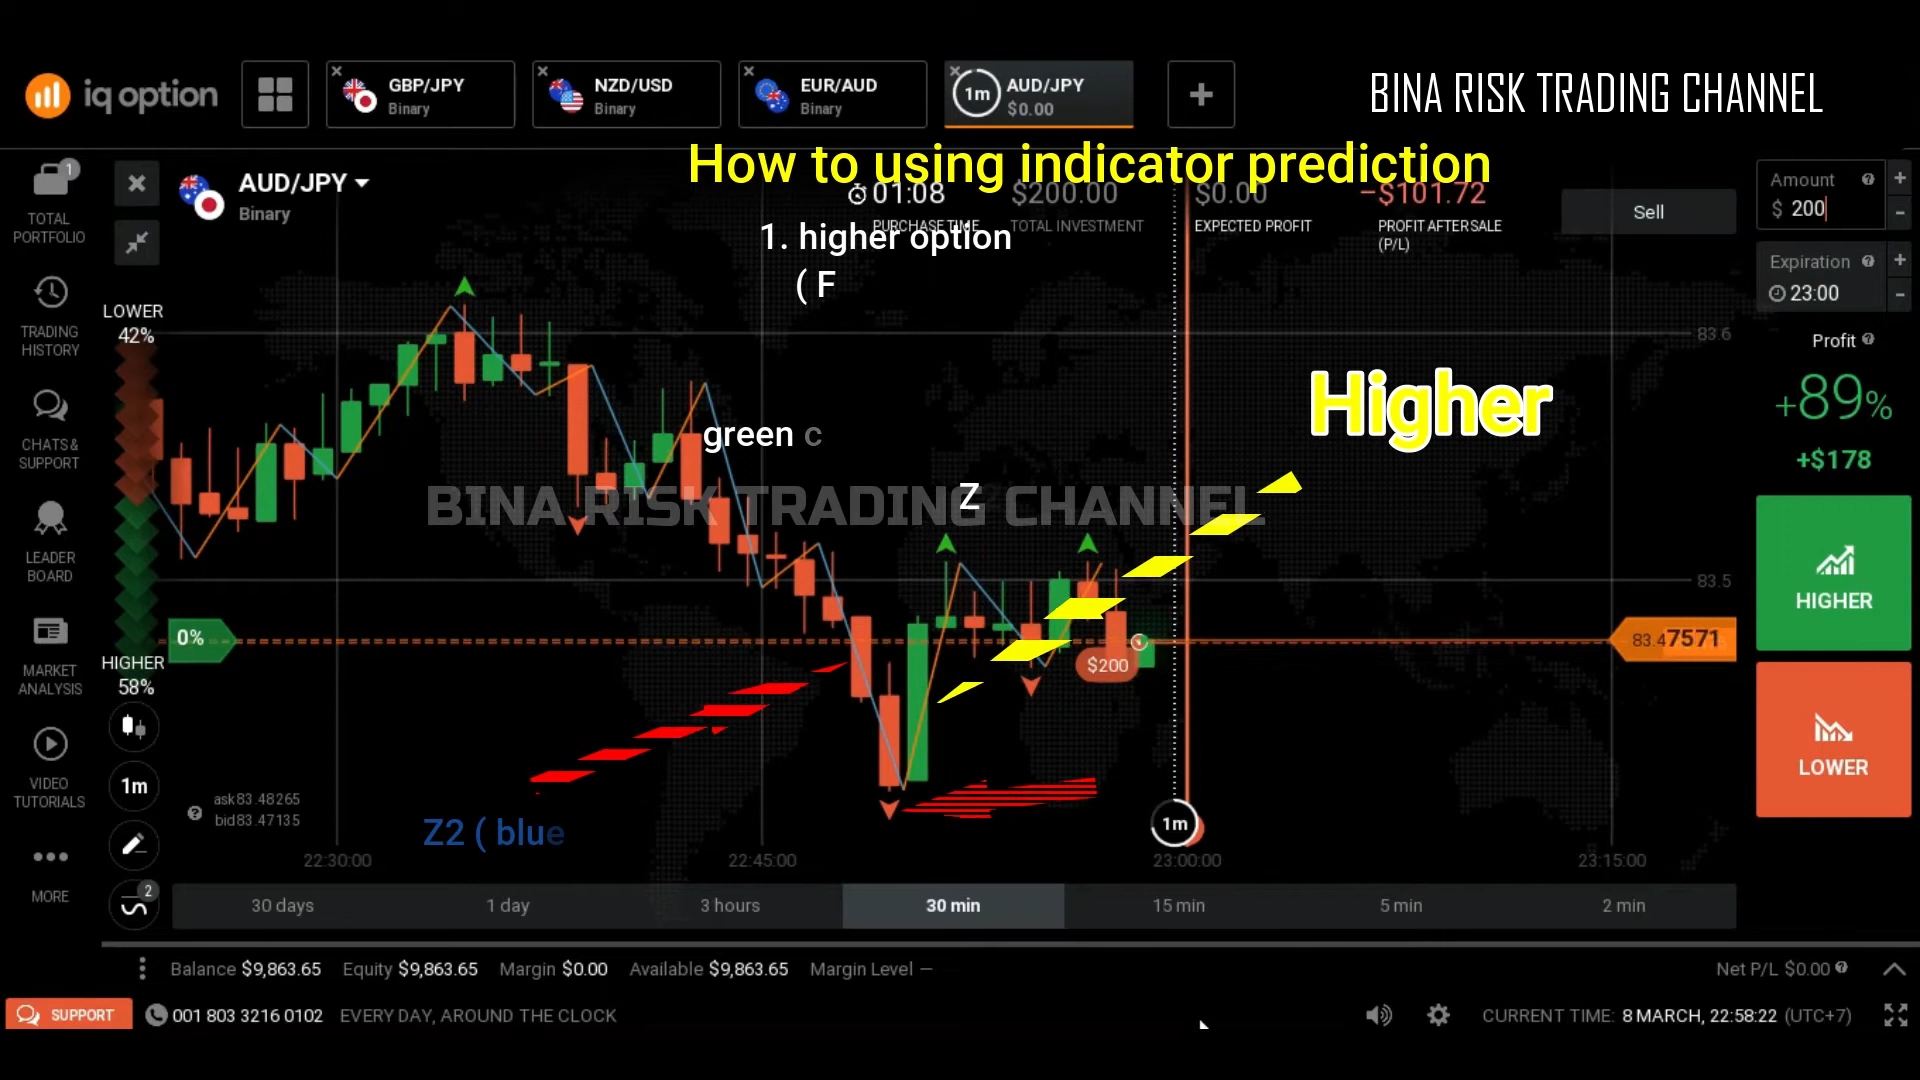 iq option
GBP/JPY
Binary
NZD/USD
Binary
EUR/AUD
Binary
1m
AUD/JPY
$0.00
BINA RISK TRADING CHANNEL
How to using indicator prediction
1
TOTAL
PORTFOLIO
AUD/JPY
Binary
01:08
PURCHASE TIME
$200.00
TOTAL INVESTMENT
$0.00
EXPECTED PROFIT
-$101.72
PROFIT AFTER SALE
(P/L)
Sell
Amount
$ 200
1. higher option
( F
Expiration
23:00
TRADING
HISTORY
LOWER
42%
83.6
Profit
+89%
+$178
Higher
green c
CHATS &
SUPPORT
Z
BINA RISK TRADING CHANNEL
LEADER
BOARD
83.5
HIGHER
0%
83.47571
$200
MARKET
ANALYSIS
HIGHER
58%
LOWER
VIDEO
TUTORIALS
1m
ask83.48265
bid83.47135
Z2 ( blue
1m
22:30:00
22:45:00
23:00:00
23:15:00
MORE
2
30 days
1 day
3 hours
30 min
15 min
5 min
2 min
Balance $9,863.65 Equity $9,863.65 Margin $0.00 Available $9,863.65 Margin Level —
Net P/L $0.00
SUPPORT
001 803 3216 0102 EVERY DAY, AROUND THE CLOCK
CURRENT TIME: 8 MARCH, 22:58:22 (UTC+7)